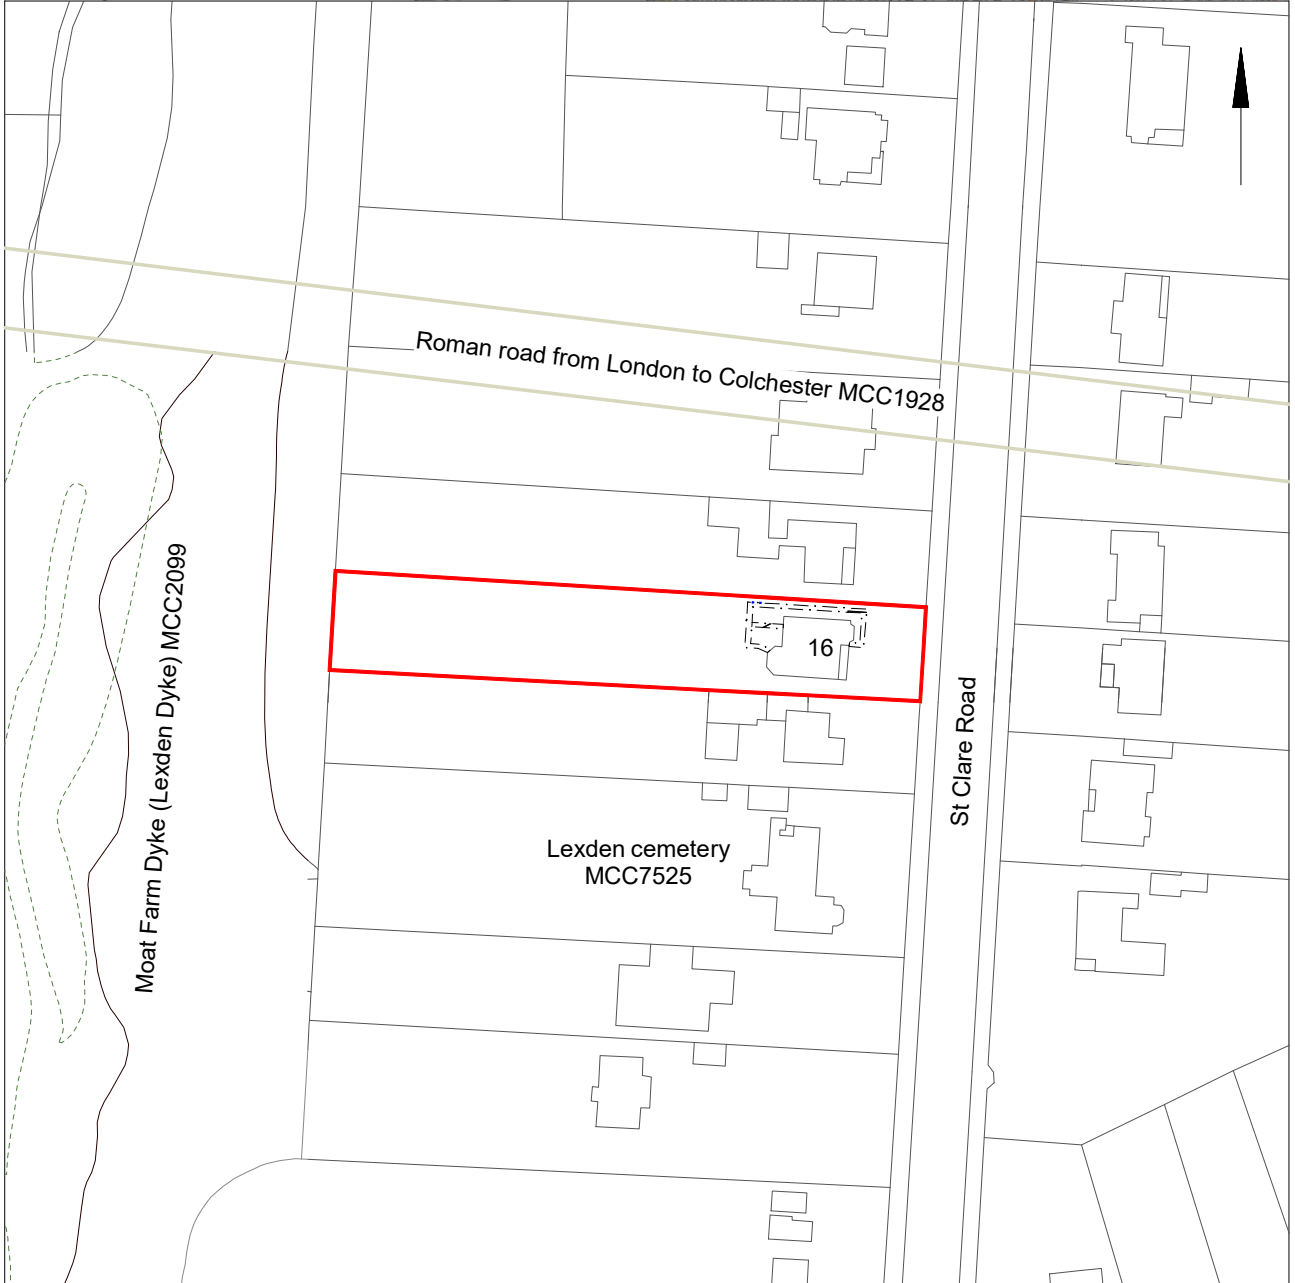 Roman road from London to Colchester MCC1928
Moat Farm Dyke (Lexden Dyke) MCC2099
16
St Clare Road
Lexden cemetery
MCC7525